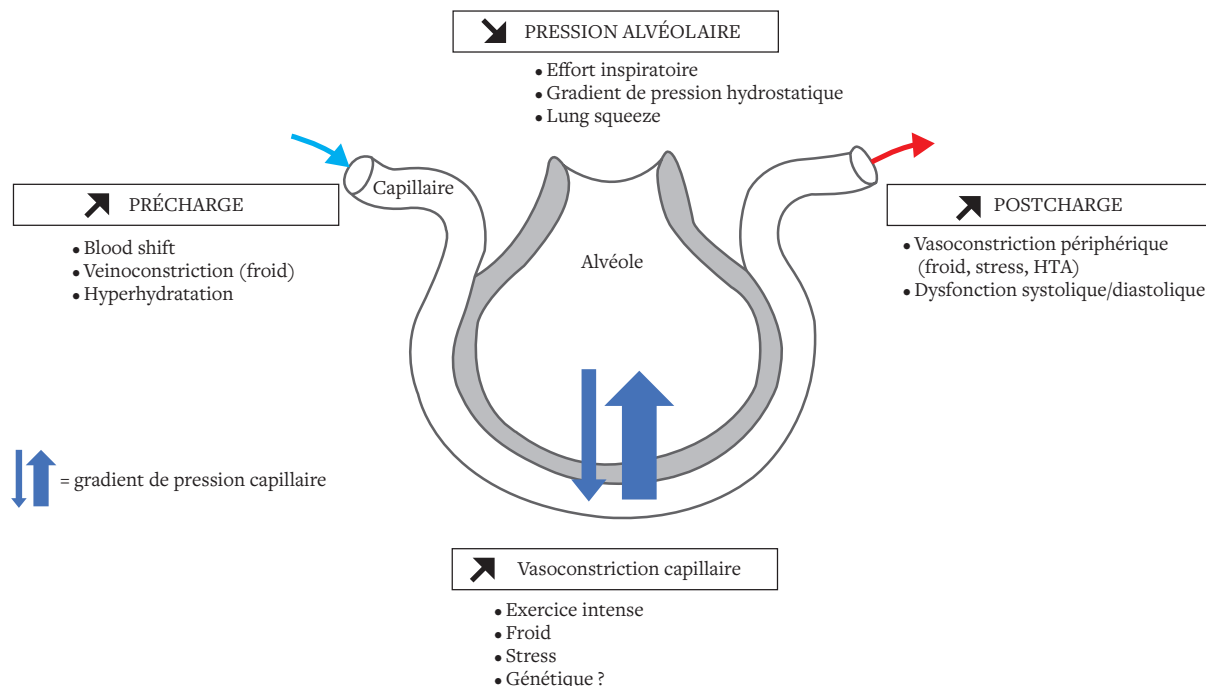 PRESSION ALVÉOLAIRE
• Effort inspiratoire
• Gradient de pression hydrostatique
• Lung squeeze
PRÉCHARGE
• Blood shift
• Veinoconstriction (froid)
• Hyperhydratation
Capillaire
Alvéole
POSTCHARGE
• Vasoconstriction périphérique
(froid, stress, HTA)
• Dysfonction systolique/diastolique
= gradient de pression capillaire
Vasoconstriction capillaire
• Exercice intense
• Froid
• Stress
• Génétique ?